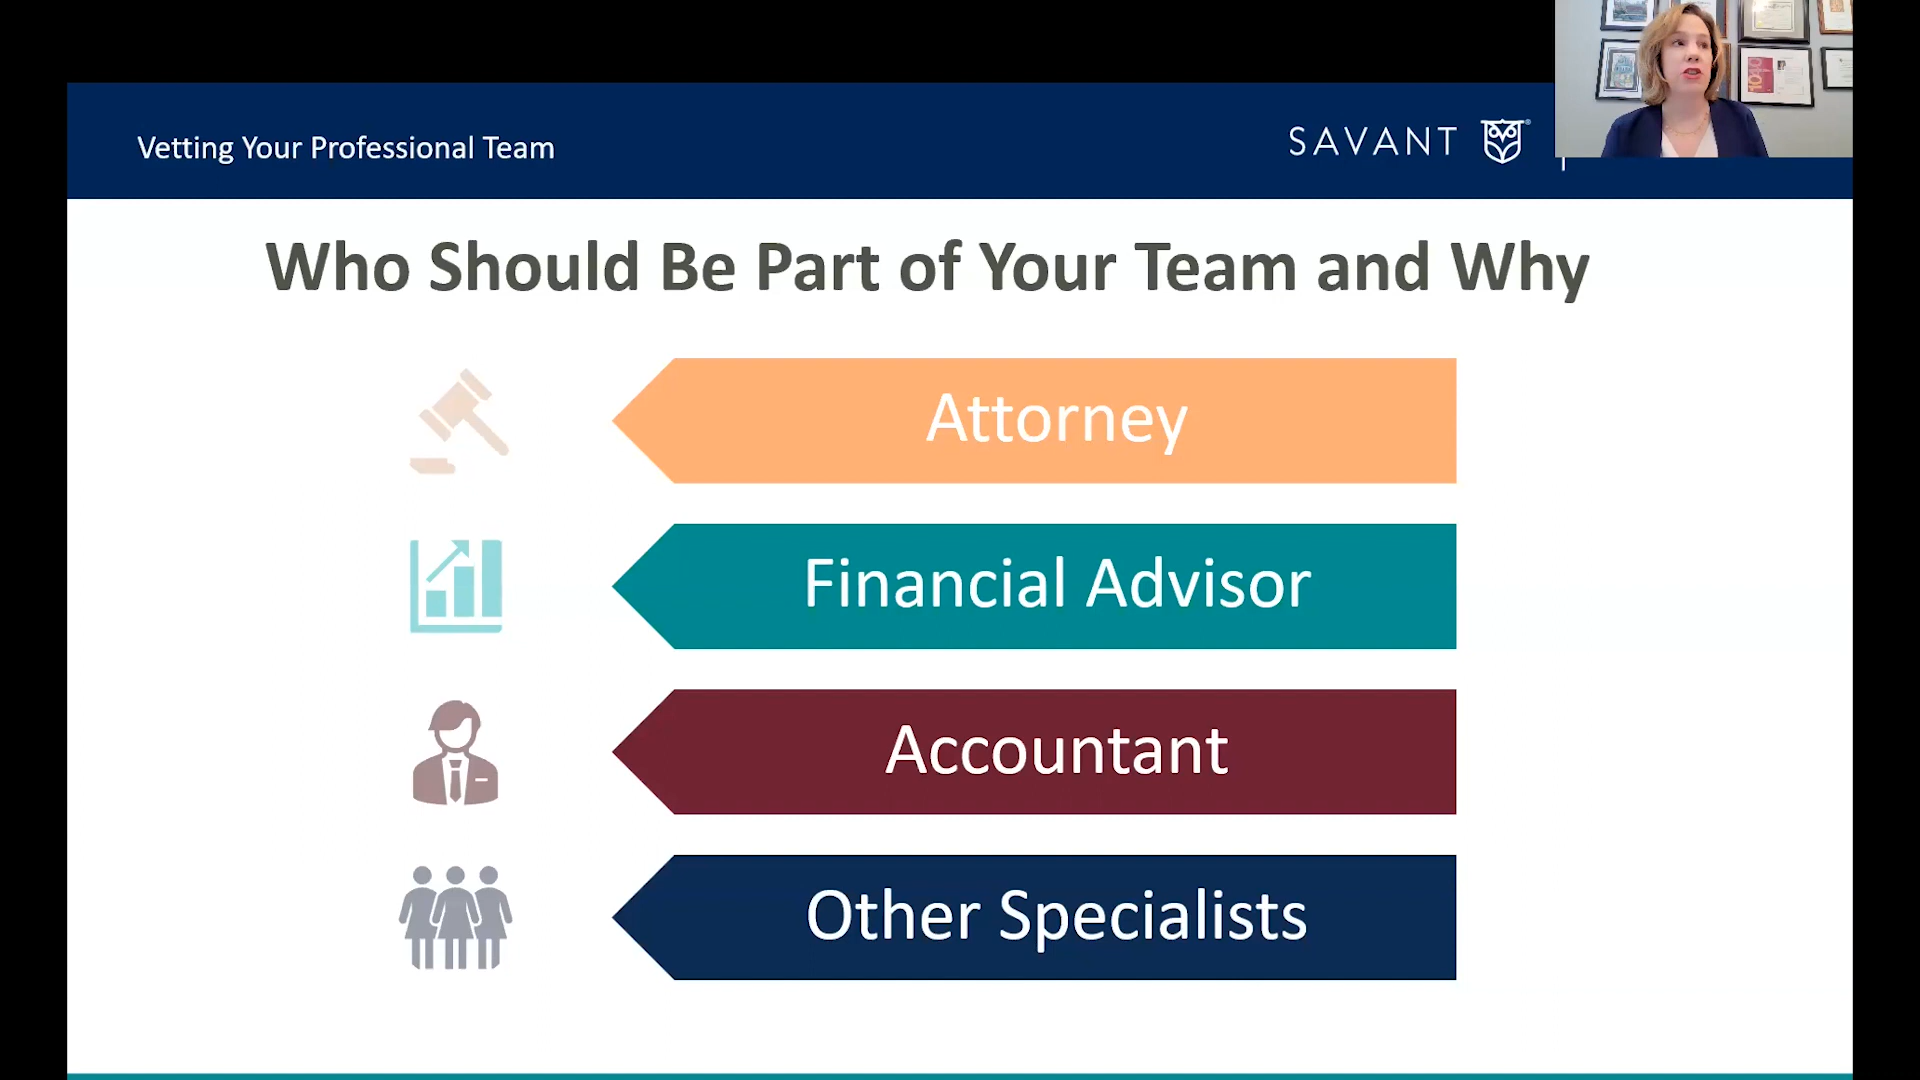 Vetting Your Professional Team
SAVANT
Who Should Be Part of Your Team and Why
Attorney
Financial Advisor
Accountant
Other Specialists